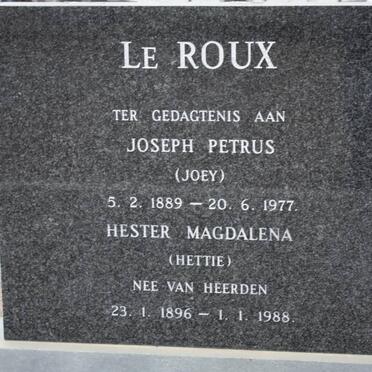 Le ROUX
TER GEDAGTENIS AAN
JOSEPH PETRUS
(JOEY)
5. 2. 1889 — 20. 6. 1977.
HESTER MAGDALENA
(HETTIE)
NEE VAN HEERDEN
23. 1. 1896 — 1. 1. 1988.